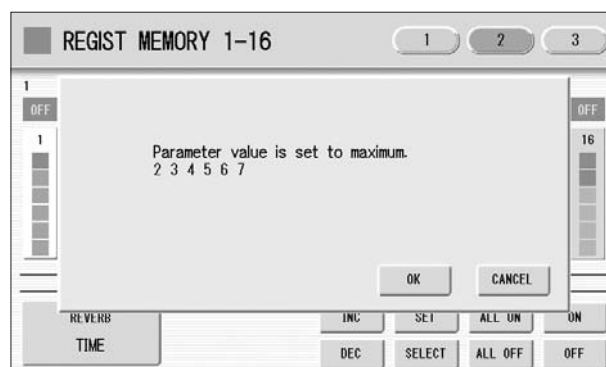 REGIST MEMORY 1-16
1 2 3
1
OFF OFF
1 16
Parameter value is set to maximum.
2 3 4 5 6 7
OK CANCEL
REVERB INC SET ALL ON ON
TIME DEC SELECT ALL OFF OFF